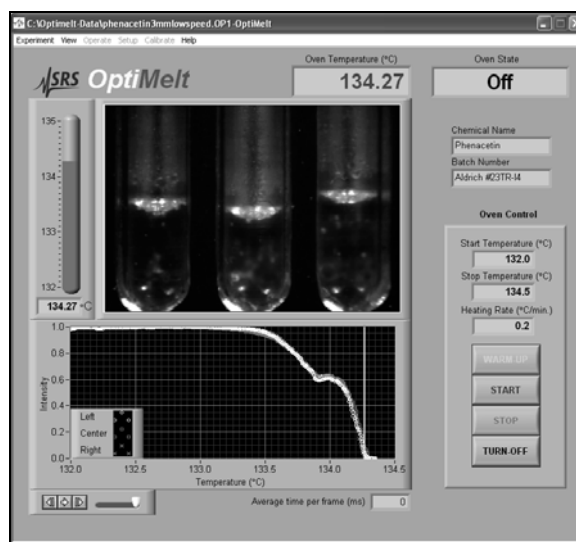 C:\Optimelt-Data\phenacetin3mmlowspeed.OP1-OptiMelt
Experiment View Operate Setup Calibrate Help
SRS OptiMelt
Oven Temperature (°C)
134.27
Oven State
Off
135
134
133
132
134.27 °C
Chemical Name
Phenacetin
Batch Number
Aldrich #23TR-I4
Oven Control
Start Temperature (°C)
132.0
Stop Temperature (°C)
134.5
Heating Rate (°C/min.)
0.2
WARM UP
START
STOP
TURN-OFF
Intensity
1.0
0.8
0.6
0.4
0.2
0.0
Left
Center
Right
132.0 132.5 133.0 133.5 134.0 134.5
Temperature (°C)
Average time per frame (ms) 0